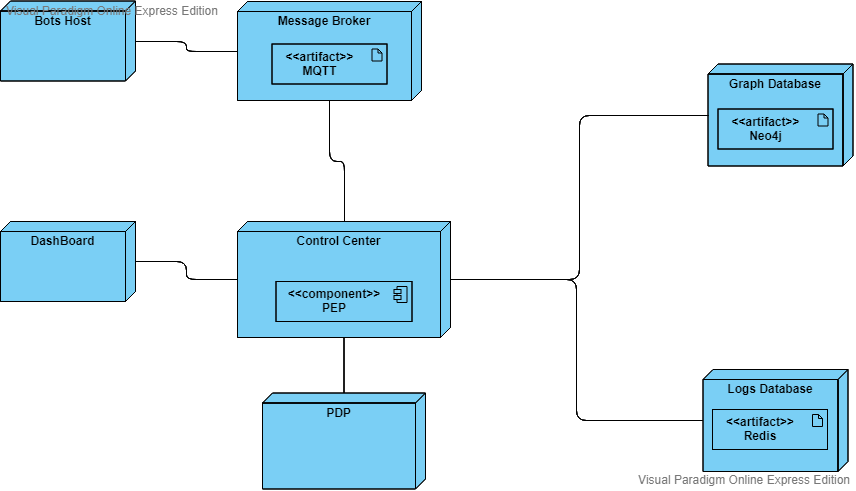 Visual Paradigm Online Express Edition
Bots Host
Message Broker
<<artifact>>
MQTT
Graph Database
<<artifact>>
Neo4j
DashBoard
Control Center
<<component>>
PEP
PDP
Logs Database
<<artifact>>
Redis
Visual Paradigm Online Express Edition